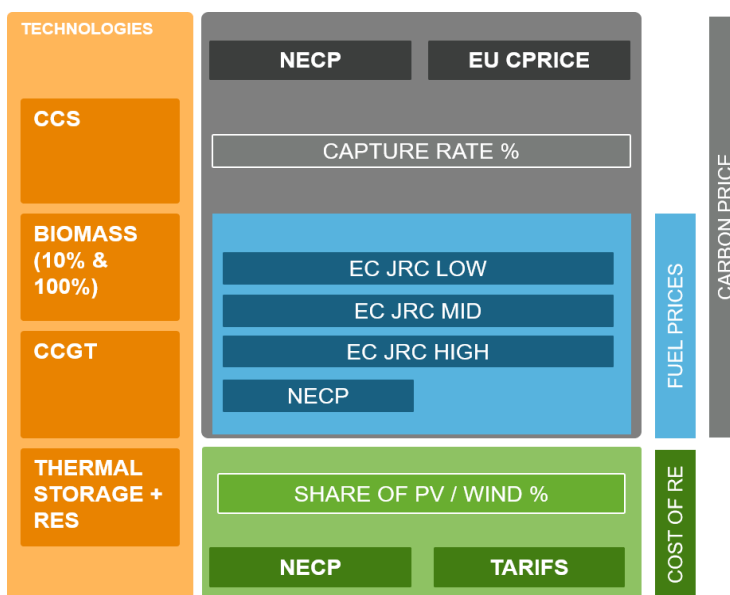 TECHNOLOGIES
NECP
EU CPRICE
CCS
CAPTURE RATE %
BIOMASS
(10% &
100%)
EC JRC LOW
EC JRC MID
EC JRC HIGH
CCGT
NECP
FUEL PRICES
CARBON PRICE
THERMAL
STORAGE +
RES
SHARE OF PV / WIND %
NECP
TARIFS
COST OF RE